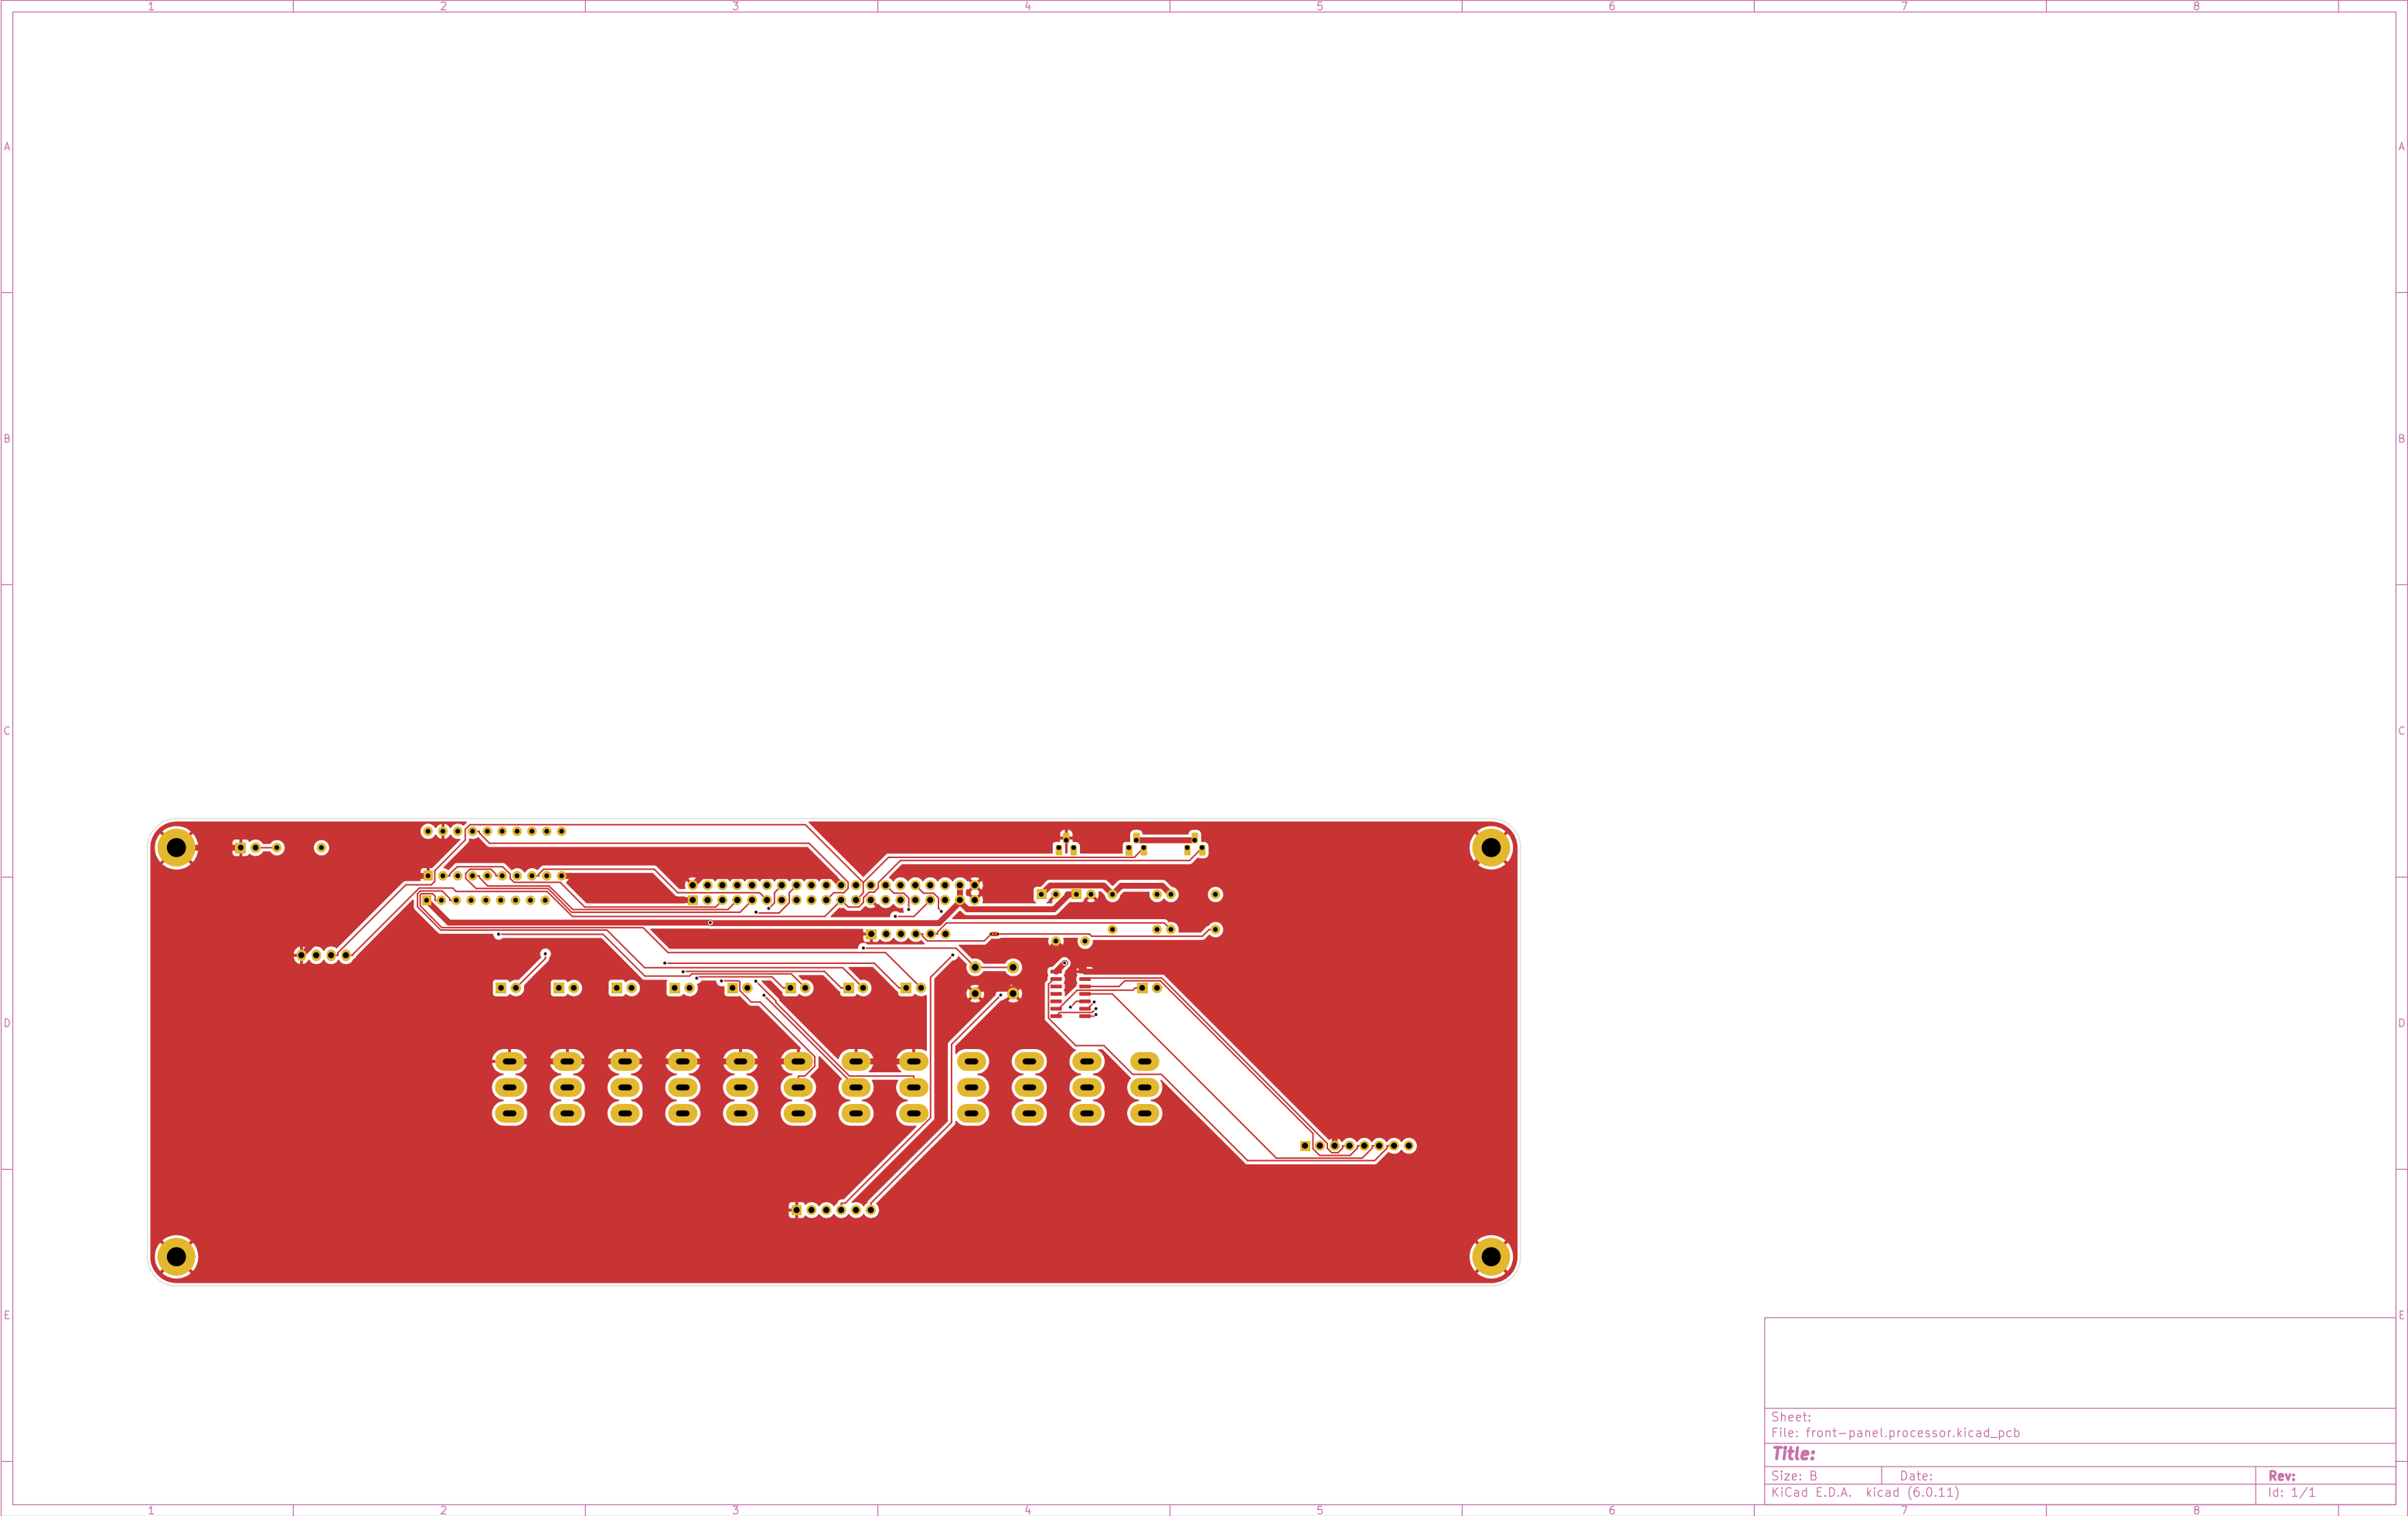 1 2 3 4 5 6 7 8
A A
B B
C C
D D
E E
Sheet:
File: front-panel.processor.kicad_pcb
Title:
Size: B Date: Rev:
KiCad E.D.A. kicad (6.0.11) Id: 1/1
1 2 3 4 5 6 7 8